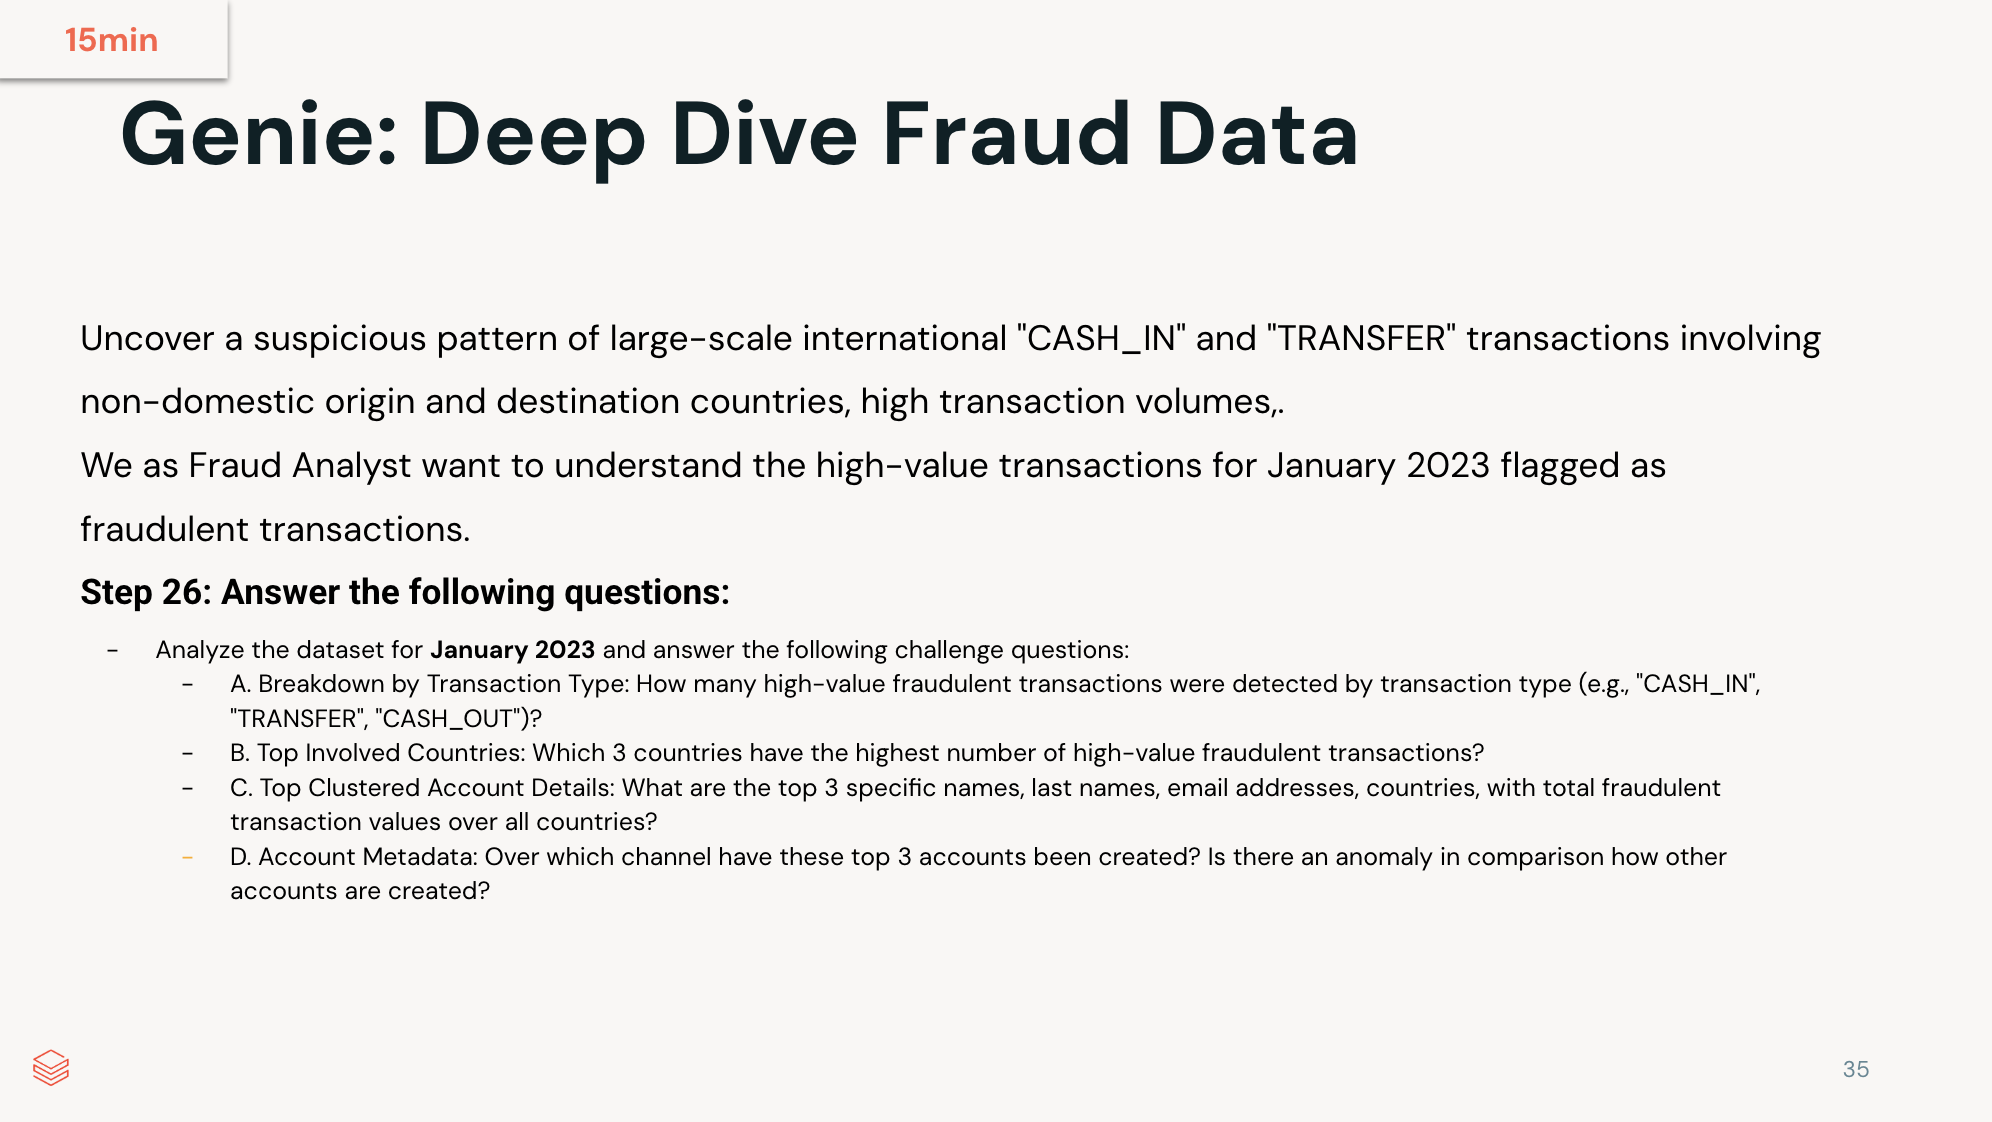 15min
Genie: Deep Dive Fraud Data
Uncover a suspicious pattern of large-scale international "CASH_IN" and "TRANSFER" transactions involving
non-domestic origin and destination countries, high transaction volumes,.
We as Fraud Analyst want to understand the high-value transactions for January 2023 flagged as
fraudulent transactions.
Step 26: Answer the following questions:
- Analyze the dataset for January 2023 and answer the following challenge questions:
- A. Breakdown by Transaction Type: How many high-value fraudulent transactions were detected by transaction type (e.g., "CASH_IN",
"TRANSFER", "CASH_OUT")?
- B. Top Involved Countries: Which 3 countries have the highest number of high-value fraudulent transactions?
- C. Top Clustered Account Details: What are the top 3 specific names, last names, email addresses, countries, with total fraudulent
transaction values over all countries?
- D. Account Metadata: Over which channel have these top 3 accounts been created? Is there an anomaly in comparison how other
accounts are created?
35